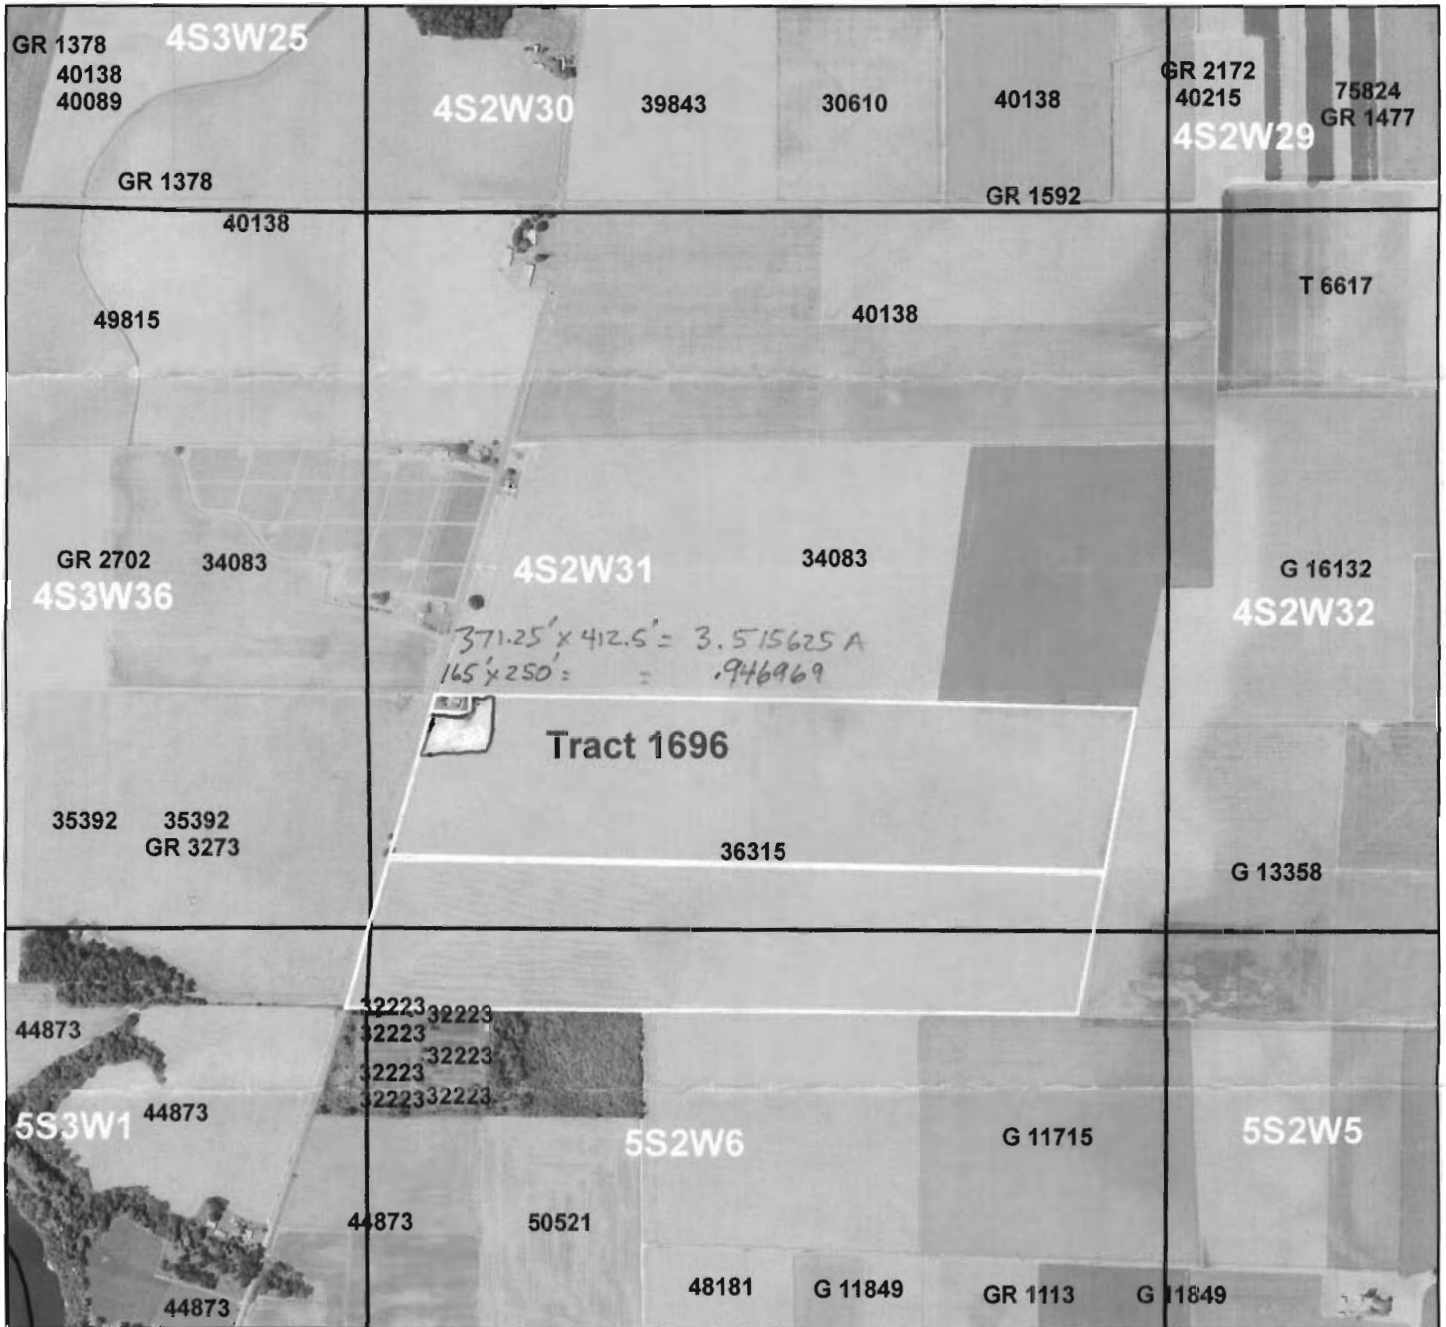 4S3W25
GR 1378
40138
40089
4S2W30
39843
30610
40138
GR 2172
40215
4S2W29
75824
GR 1477
GR 1378
GR 1592
40138
49815
40138
T 6617
GR 2702
34083
4S3W36
4S2W31
34083
G 16132
4S2W32
371.25' x 412.5' = 3.515625 A
165' x 250' = = .946969
Tract 1696
35392
35392
GR 3273
36315
G 13358
32223
32223
32223
32223
32223
32223
32223
44873
44873
5S3W1
5S2W6
G 11715
5S2W5
44873
50521
44873
48181
G 11849
GR 1113
G 11849